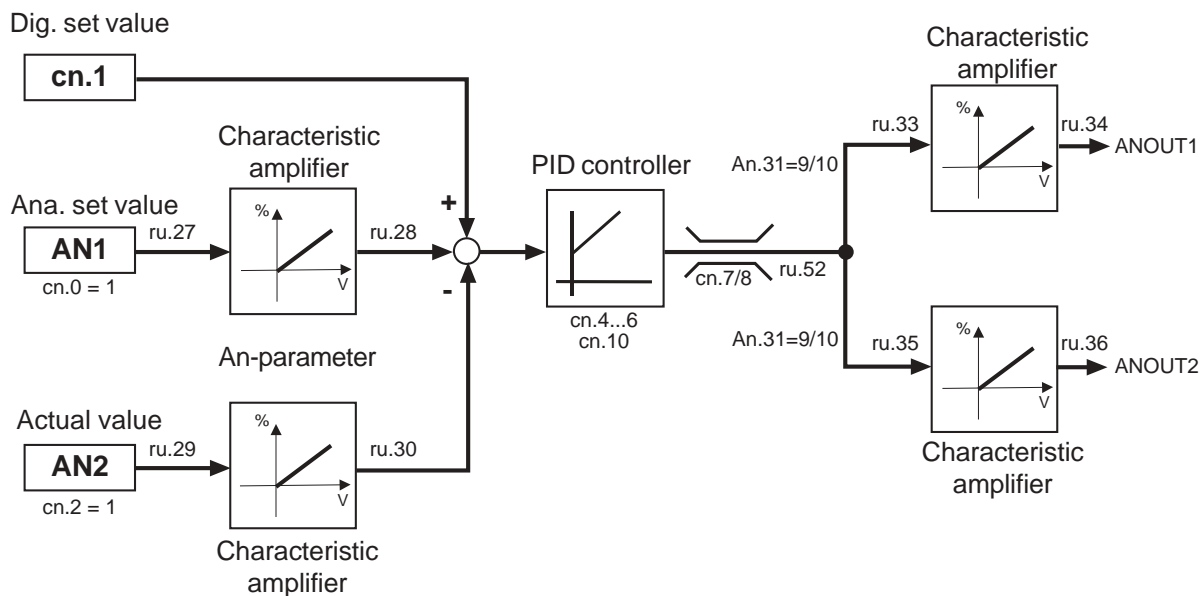 Dig. set value
cn.1
Characteristic
amplifier
%
V
ru.33
ru.34
ANOUT1
An.31=9/10
Characteristic
amplifier
Ana. set value
AN1
cn.0 = 1
ru.27
%
V
ru.28
+
-
PID controller
cn.4...6
cn.10
cn.7/8
ru.52
An-parameter
An.31=9/10
ru.35
%
V
ru.36
ANOUT2
Characteristic
amplifier
Actual value
AN2
cn.2 = 1
ru.29
%
V
ru.30
Characteristic
amplifier